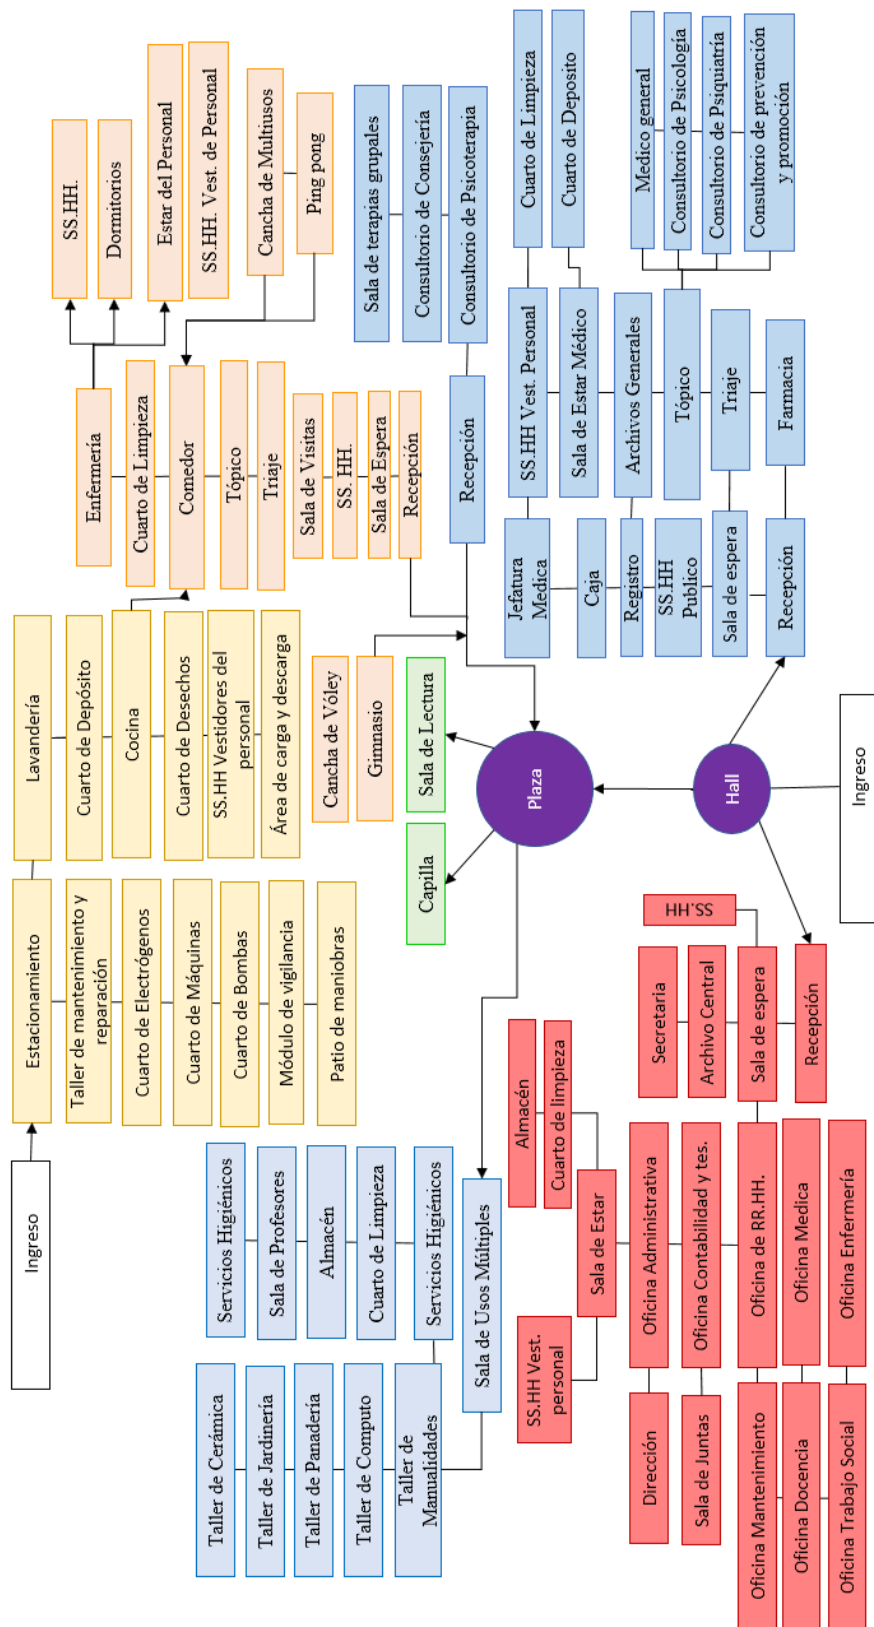 Ingreso
Estacionamiento
Taller de mantenimiento y
reparación
Cuarto de Electrógenos
Cuarto de Máquinas
Cuarto de Bombas
Módulo de vigilancia
Patio de maniobras
Lavandería
Cuarto de Depósito
Cocina
Cuarto de Desechos
SS.HH Vestidores del
personal
Área de carga y descarga
Enfermería
Cuarto de Limpieza
Comedor
Tópico
Triaje
Sala de Visitas
SS. HH.
Sala de Espera
Recepción
SS.HH.
Dormitorios
Estar del Personal
SS.HH. Vest. de Personal
Cancha de Multiusos
Ping pong
Cancha de Vóley
Gimnasio
Sala de terapias grupales
Consultorio de Consejería
Consultorio de Psicoterapia
Recepción
Servicios Higiénicos
Sala de Profesores
Almacén
Cuarto de Limpieza
Servicios Higiénicos
Taller de Cerámica
Taller de Jardinería
Taller de Panadería
Taller de Computo
Taller de
Manualidades
Sala de Usos Múltiples
Capilla
Sala de Lectura
Plaza
Hall
Ingreso
Almacén
Cuarto de limpieza
SS.HH Vest.
personal
Sala de Estar
Dirección
Oficina Administrativa
Sala de Juntas
Oficina Contabilidad y tes.
Oficina Mantenimiento
Oficina de RR.HH.
Oficina Docencia
Oficina Medica
Oficina Trabajo Social
Oficina Enfermería
Secretaria
Archivo Central
Sala de espera
Recepción
SS.HH
Jefatura
Medica
Caja
Registro
SS.HH
Publico
Sala de espera
Recepción
SS.HH Vest. Personal
Sala de Estar Médico
Archivos Generales
Tópico
Triaje
Farmacia
Cuarto de Limpieza
Cuarto de Deposito
Medico general
Consultorio de Psicología
Consultorio de Psiquiatría
Consultorio de prevención
y promoción